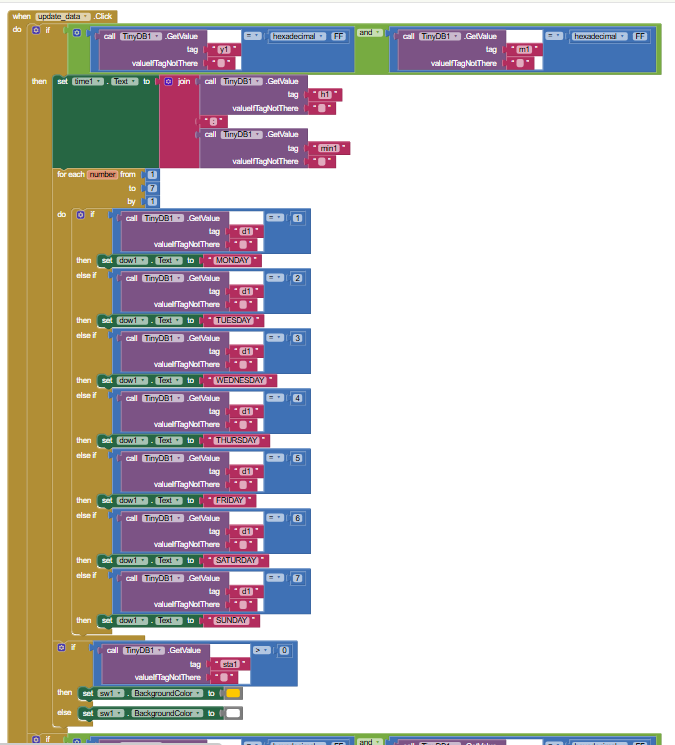 when update_data .Click
do if call TinyDB1 .GetValue = hexadecimal FF and call TinyDB1 .GetValue = hexadecimal FF
tag " y1 " tag " m1 "
valueIfTagNotThere " " valueIfTagNotThere " "
then set time1 . Text to join call TinyDB1 .GetValue
tag " h1 "
valueIfTagNotThere " "
" : "
call TinyDB1 .GetValue
tag " min1 "
valueIfTagNotThere " "
for each number from 1
to 7
by 1
do if call TinyDB1 .GetValue = 1
tag " d1 "
valueIfTagNotThere " "
then set dow1 . Text to " MONDAY "
else if call TinyDB1 .GetValue = 2
tag " d1 "
valueIfTagNotThere " "
then set dow1 . Text to " TUESDAY "
else if call TinyDB1 .GetValue = 3
tag " d1 "
valueIfTagNotThere " "
then set dow1 . Text to " WEDNESDAY "
else if call TinyDB1 .GetValue = 4
tag " d1 "
valueIfTagNotThere " "
then set dow1 . Text to " THURSDAY "
else if call TinyDB1 .GetValue = 5
tag " d1 "
valueIfTagNotThere " "
then set dow1 . Text to " FRIDAY "
else if call TinyDB1 .GetValue = 6
tag " d1 "
valueIfTagNotThere " "
then set dow1 . Text to " SATURDAY "
else if call TinyDB1 .GetValue = 7
tag " d1 "
valueIfTagNotThere " "
then set dow1 . Text to " SUNDAY "
if call TinyDB1 .GetValue > 0
tag " sta1 "
valueIfTagNotThere " "
then set sw1 . BackgroundColor to
else set sw1 . BackgroundColor to
if and